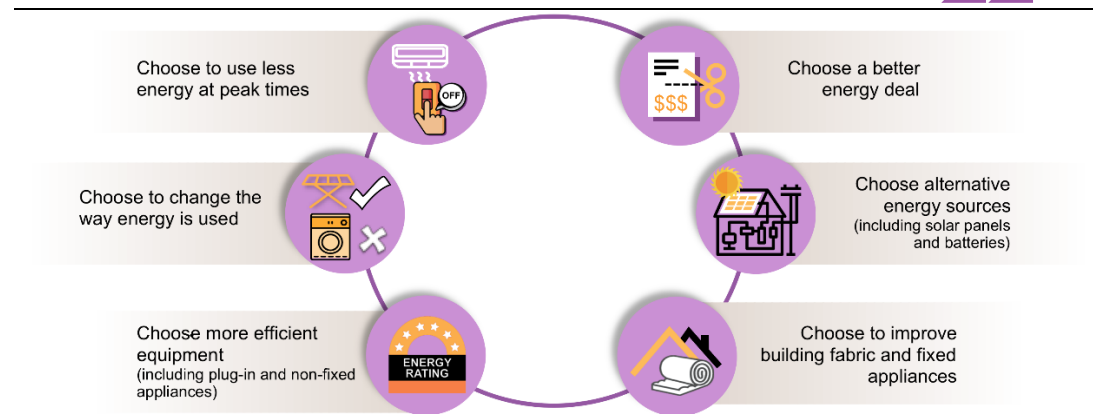 Choose to use less
energy at peak times
OFF
$$$
Choose a better
energy deal
Choose to change the
way energy is used
Choose alternative
energy sources
(including solar panels
and batteries)
Choose more efficient
equipment
(including plug-in and non-fixed
appliances)
ENERGY
RATING
Choose to improve
building fabric and fixed
appliances